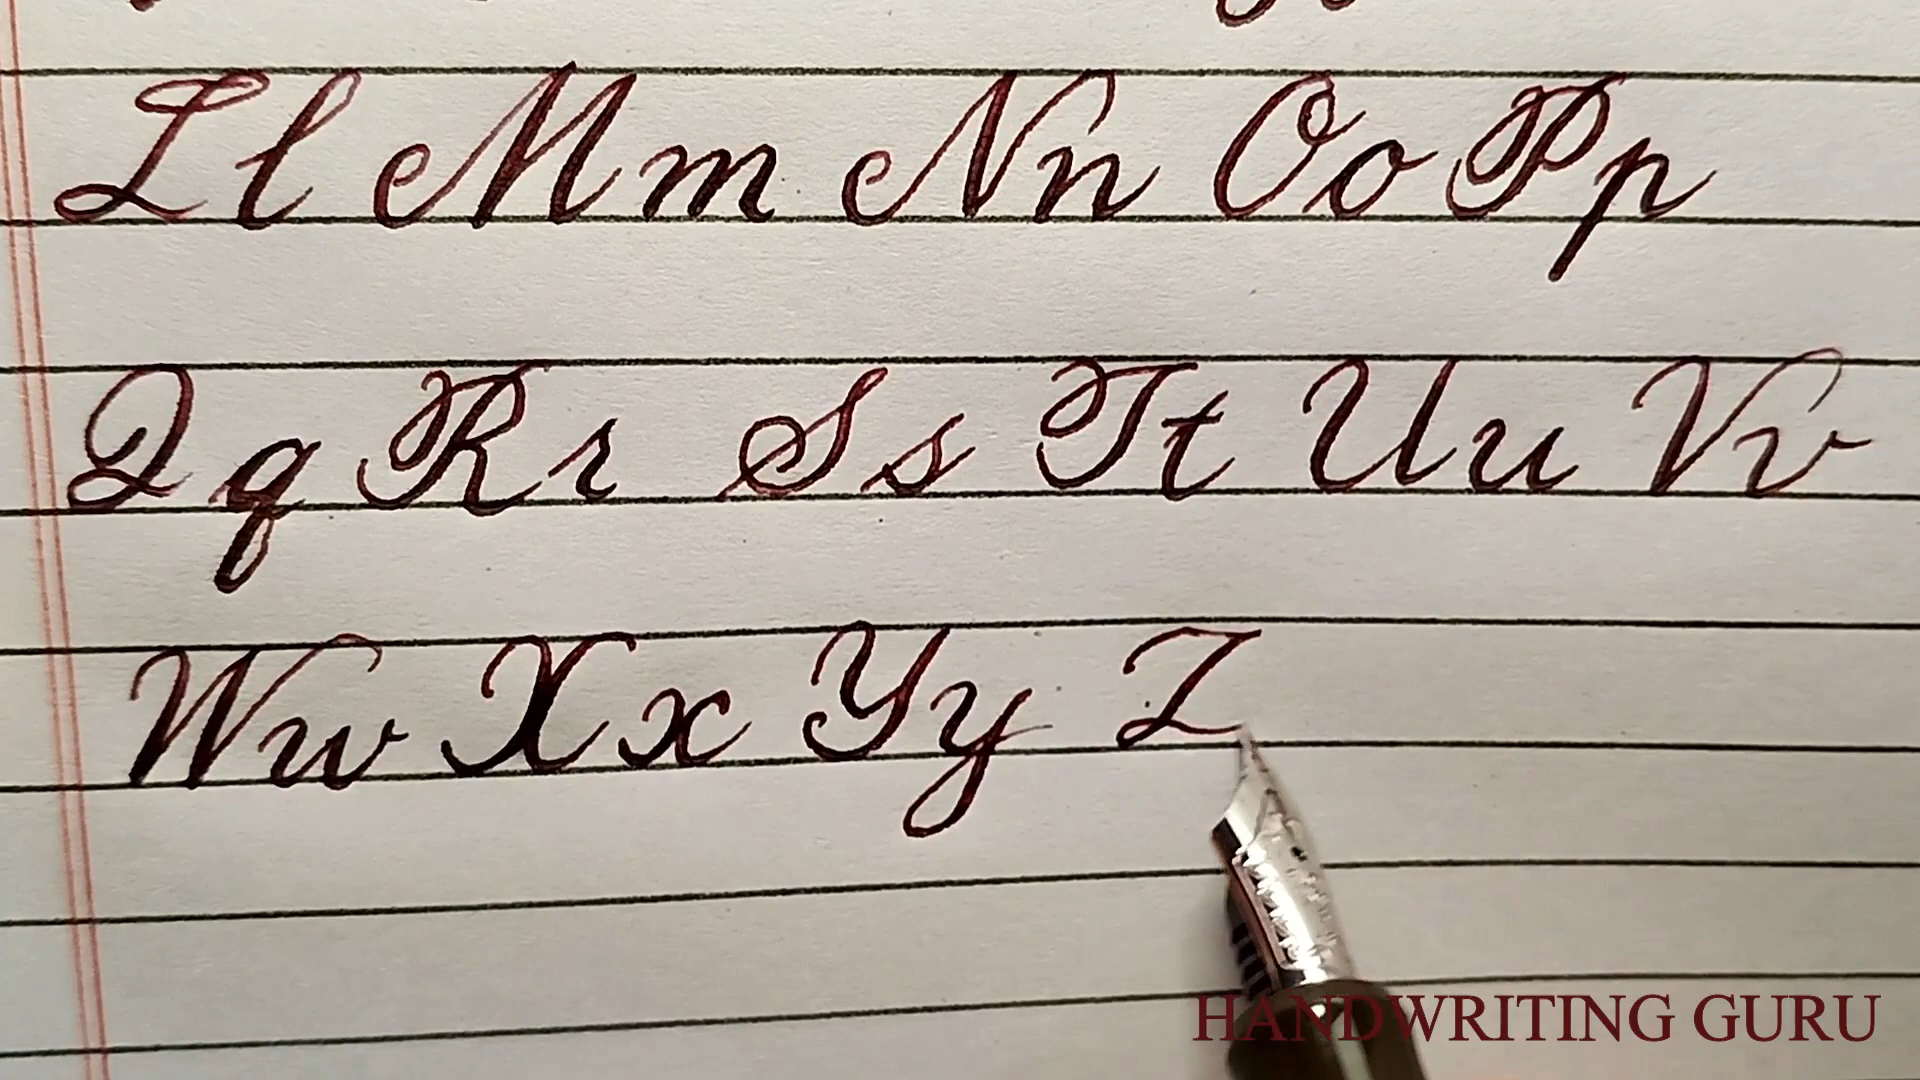 Ll Mm Nn Oo Pp
Qq Rr Ss Tt Uu Vv
Ww Xx Yy Z
HANDWRITING GURU